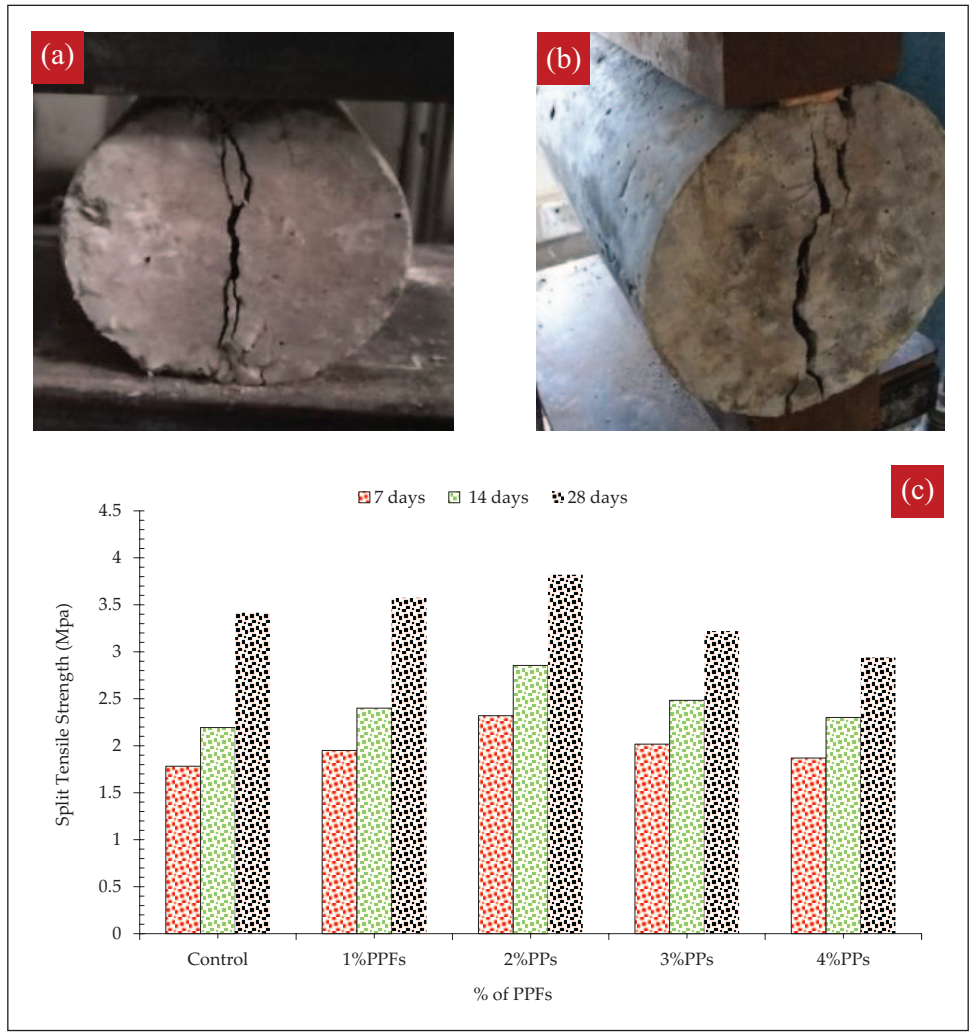 (a)
(b)
(c)
7 days 14 days 28 days
4.5
4
3.5
3
2.5
2
1.5
1
0.5
0
Split Tensile Strength (Mpa)
Control 1%PPFs 2%PPs 3%PPs 4%PPs
% of PPFs